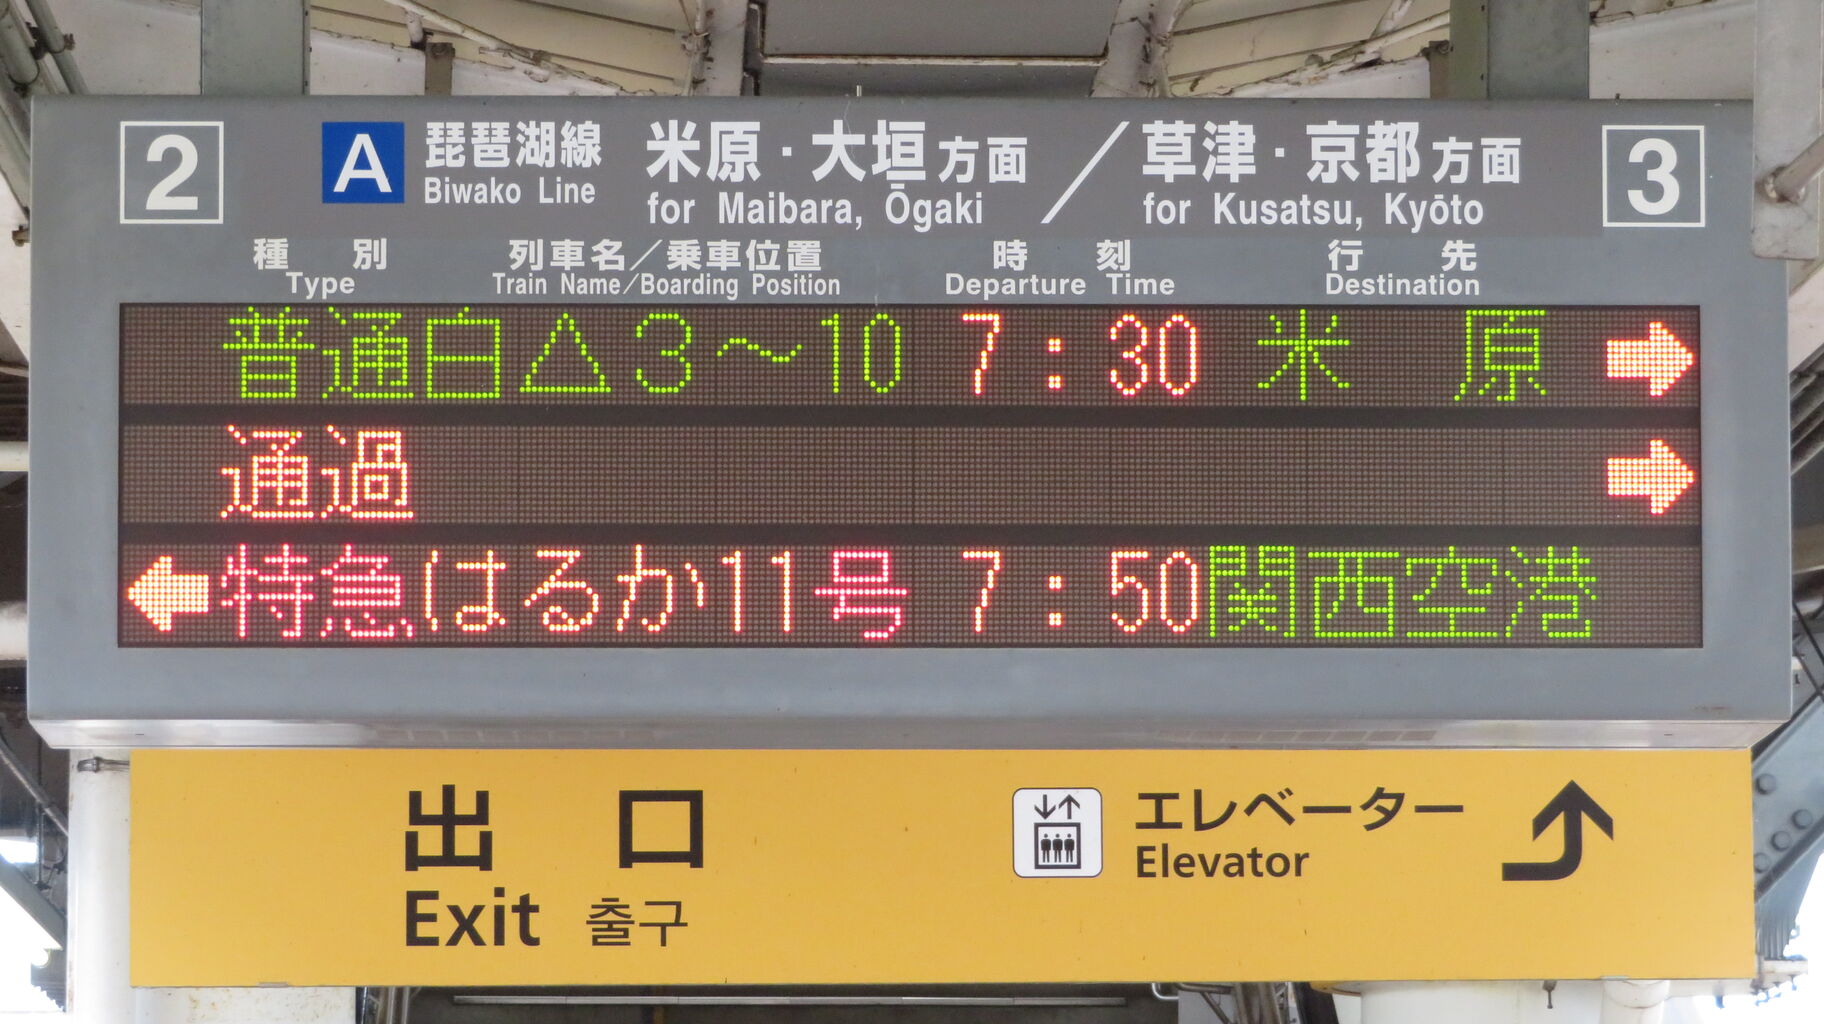 2 A 琵琶湖線 米原・大垣方面／草津・京都方面 3
Biwako Line for Maibara, Ōgaki for Kusatsu, Kyōto
種別 列車名／乗車位置 時刻 行先
Type Train Name／Boarding Position Departure Time Destination
普通白△3～10 7:30 米原 →
通過 →
← 特急はるか11号 7:50 関西空港
出口 エレベーター
Exit 출구 Elevator